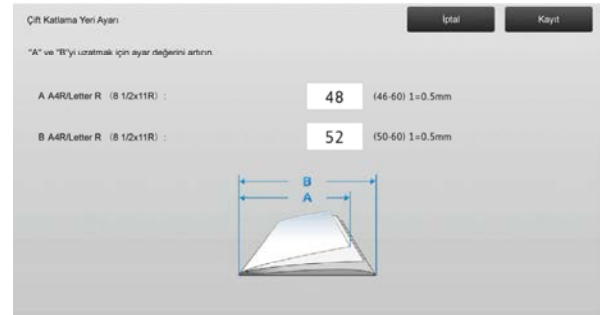 Çift Katlama Yeri Ayarı
İptal
Kayıt
"A" ve "B"yi uzatmak için ayar değerini artırın.
A A4R/Letter R (8 1/2x11R) :
48
(46-60) 1=0.5mm
B A4R/Letter R (8 1/2x11R) :
52
(50-60) 1=0.5mm
B
A